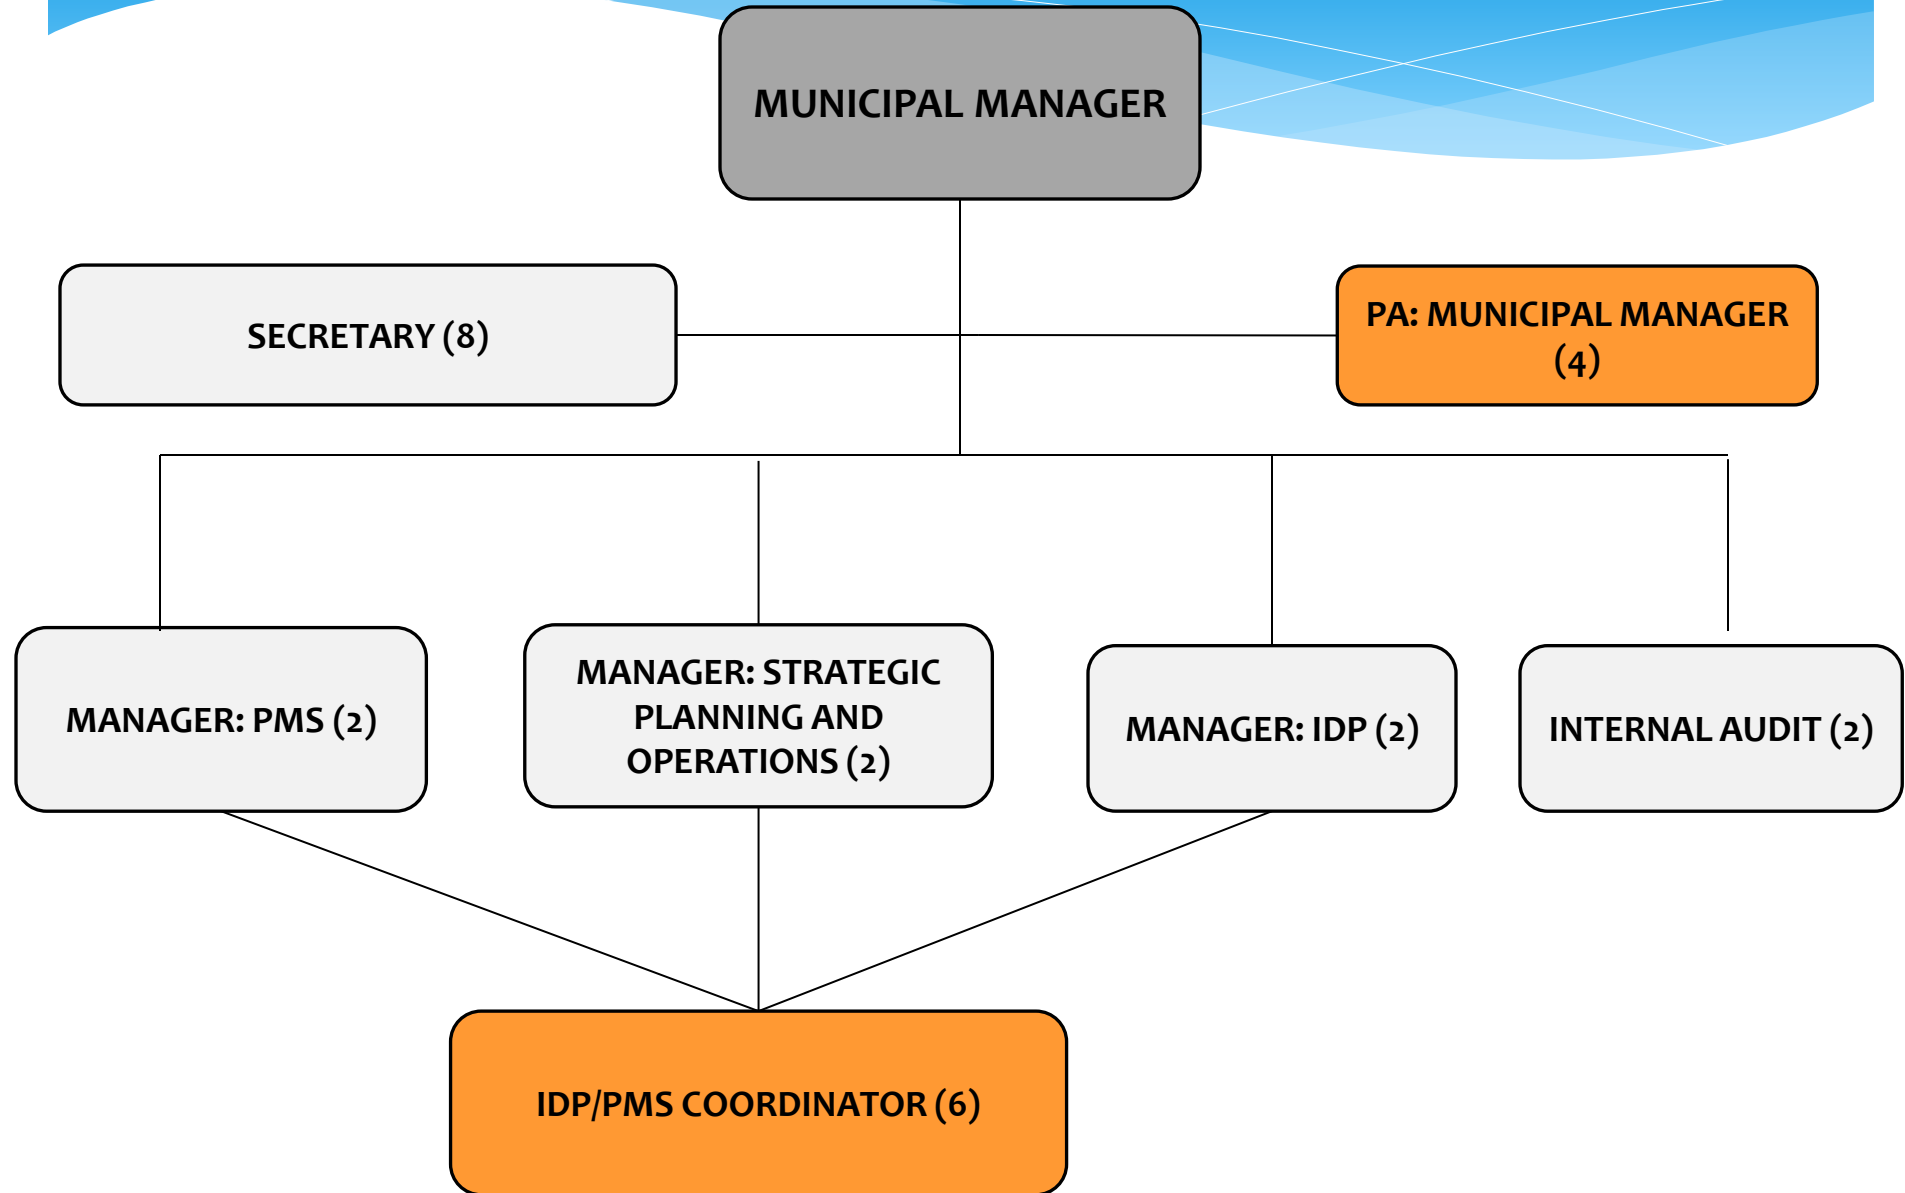 MUNICIPAL MANAGER
SECRETARY (8)
PA: MUNICIPAL MANAGER
(4)
MANAGER: PMS (2)
MANAGER: STRATEGIC
PLANNING AND
OPERATIONS (2)
MANAGER: IDP (2)
INTERNAL AUDIT (2)
IDP/PMS COORDINATOR (6)